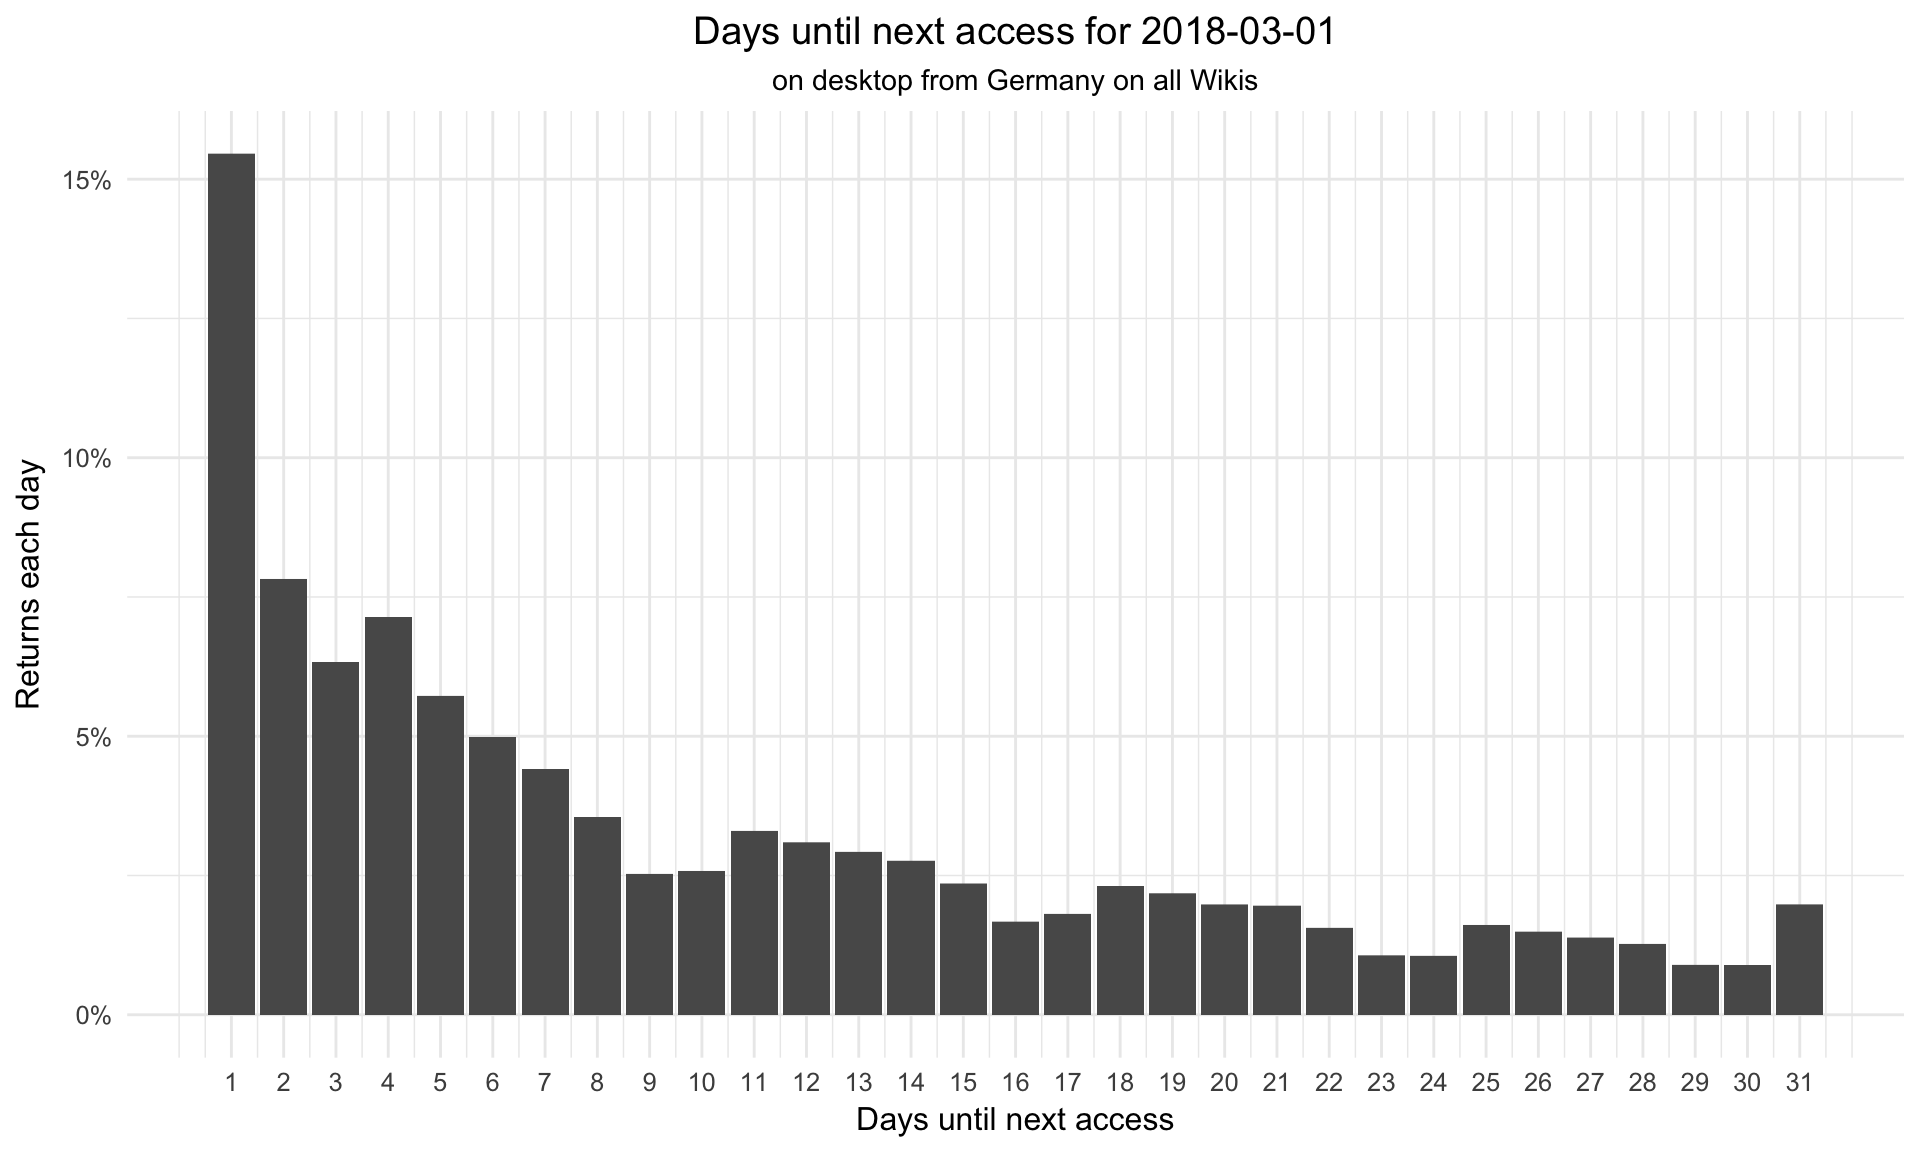 Days until next access for 2018-03-01
on desktop from Germany on all Wikis
Returns each day
15%
10%
5%
0%
1 2 3 4 5 6 7 8 9 10 11 12 13 14 15 16 17 18 19 20 21 22 23 24 25 26 27 28 29 30 31
Days until next access